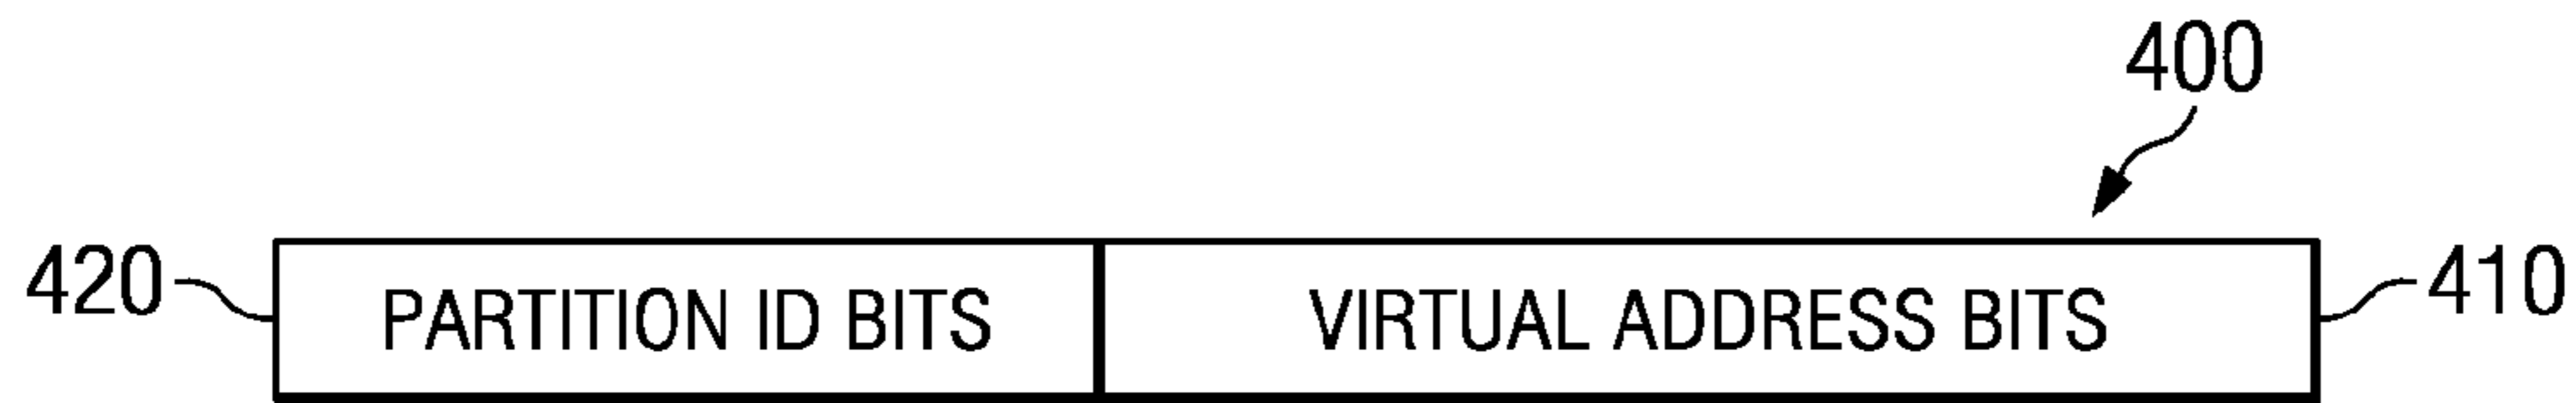 400
420 PARTITION ID BITS VIRTUAL ADDRESS BITS 410